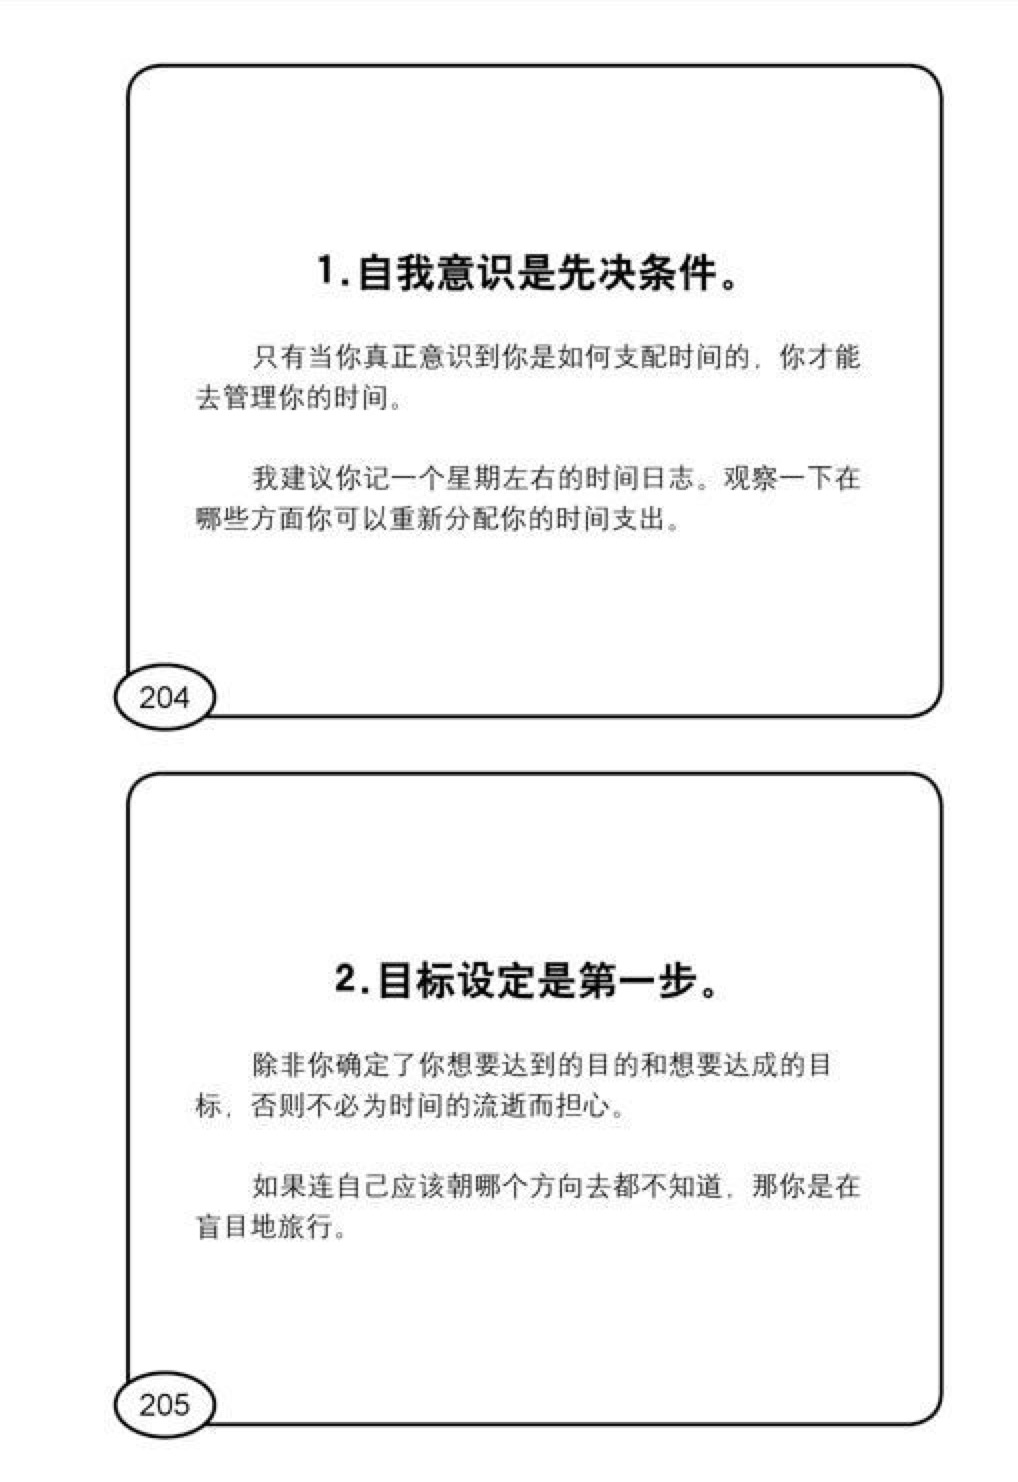 1.自我意识是先决条件。
只有当你真正意识到你是如何支配时间的，你才能
去管理你的时间。
我建议你记一个星期左右的时间日志。观察一下在
哪些方面你可以重新分配你的时间支出。
204
2.目标设定是第一步。
除非你确定了你想要达到的目的和想要达成的目
标，否则不必为时间的流逝而担心。
如果连自己应该朝哪个方向去都不知道，那你是在
盲目地旅行。
205